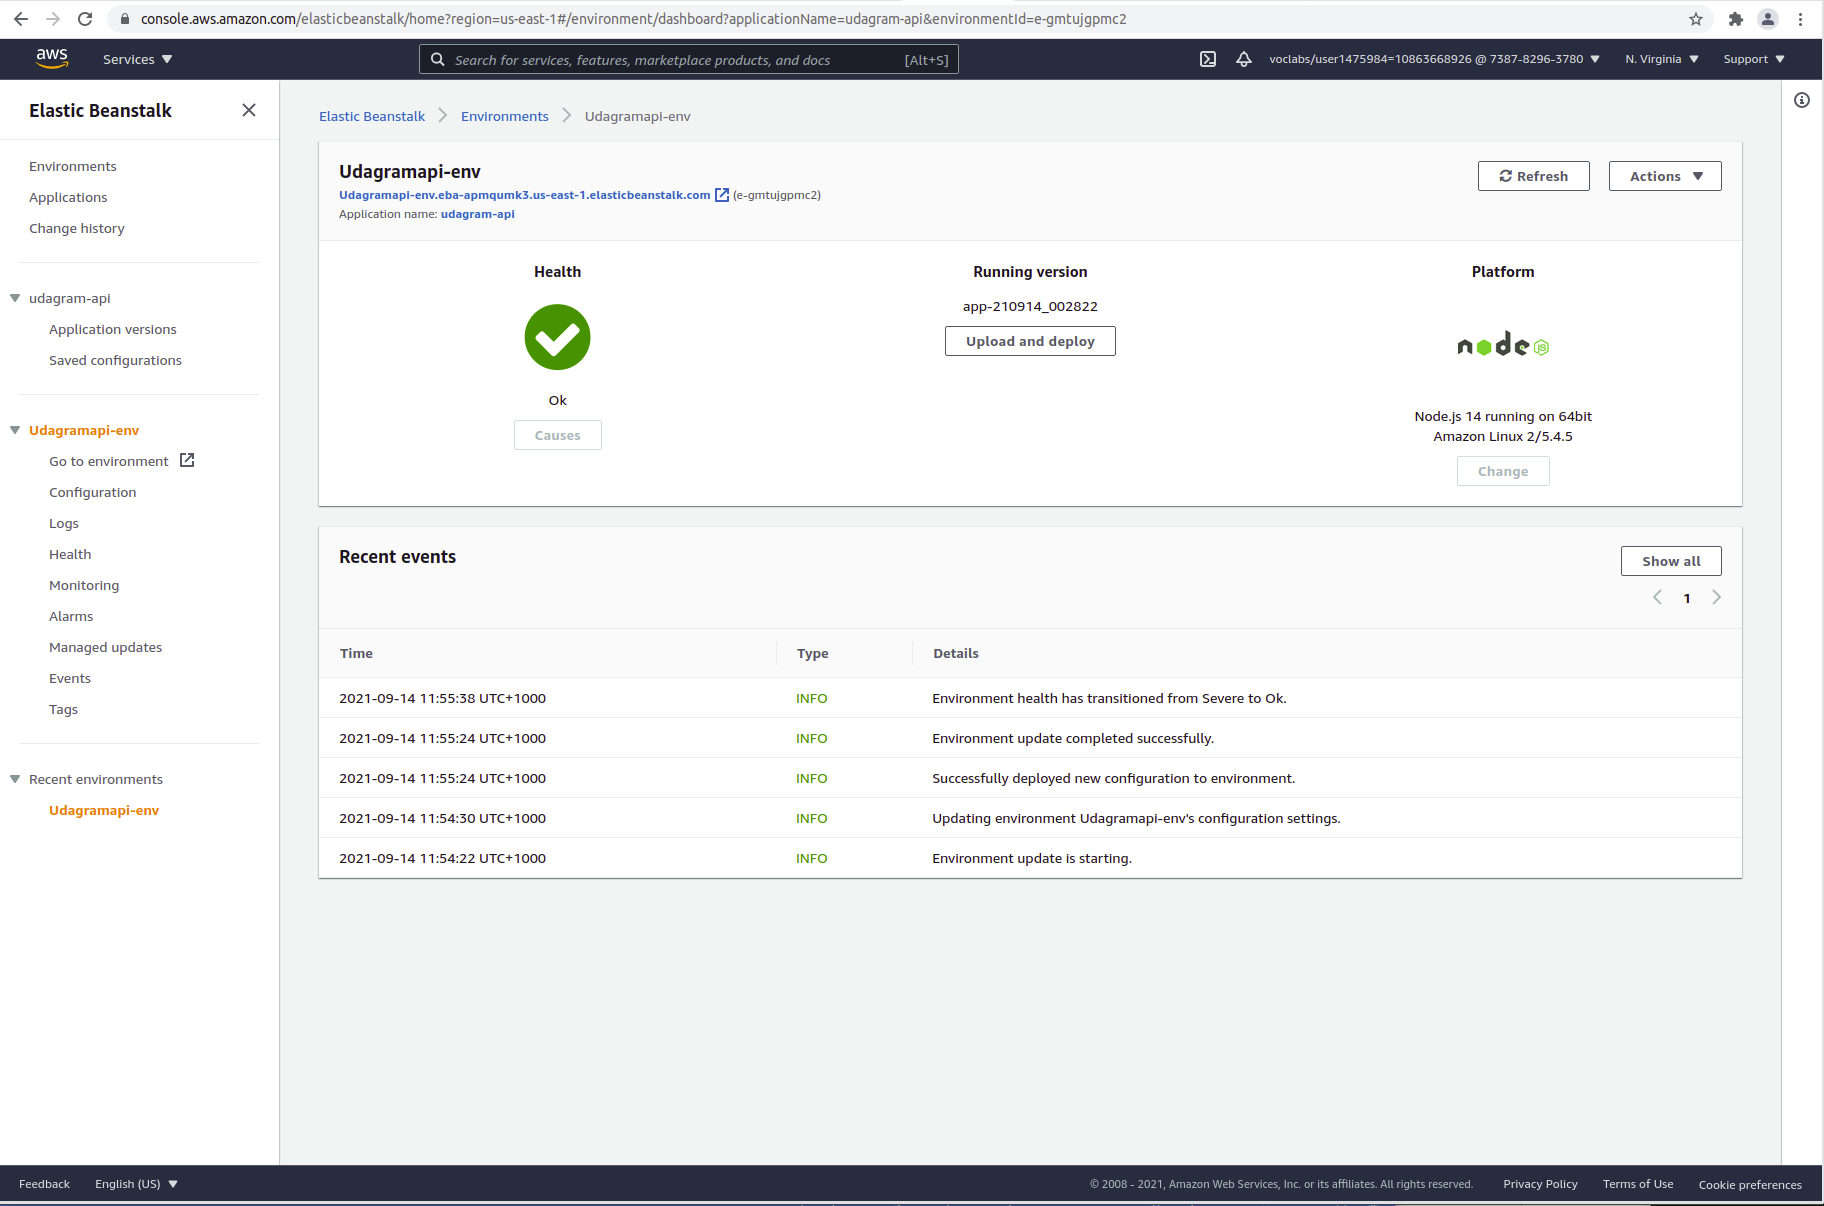 console.aws.amazon.com/elasticbeanstalk/home?region=us-east-1#/environment/dashboard?applicationName=udagram-api&environmentId=e-gmtujgpmc2
aws
Services
Search for services, features, marketplace products, and docs [Alt+S]
voclabs/user1475984=10863668926 @ 7387-8296-3780
N. Virginia
Support
Elastic Beanstalk
Environments
Applications
Change history
udagram-api
Application versions
Saved configurations
Udagramapi-env
Go to environment
Configuration
Logs
Health
Monitoring
Alarms
Managed updates
Events
Tags
Recent environments
Udagramapi-env
Elastic Beanstalk > Environments > Udagramapi-env
Udagramapi-env
Udagramapi-env.eba-apmqumk3.us-east-1.elasticbeanstalk.com (e-gmtujgpmc2)
Application name: udagram-api
Refresh
Actions
Health
Ok
Causes
Running version
app-210914_002822
Upload and deploy
Platform
node JS
Node.js 14 running on 64bit
Amazon Linux 2/5.4.5
Change
Recent events
Show all
1
Time Type Details
2021-09-14 11:55:38 UTC+1000 INFO Environment health has transitioned from Severe to Ok.
2021-09-14 11:55:24 UTC+1000 INFO Environment update completed successfully.
2021-09-14 11:55:24 UTC+1000 INFO Successfully deployed new configuration to environment.
2021-09-14 11:54:30 UTC+1000 INFO Updating environment Udagramapi-env's configuration settings.
2021-09-14 11:54:22 UTC+1000 INFO Environment update is starting.
Feedback
English (US)
© 2008 - 2021, Amazon Web Services, Inc. or its affiliates. All rights reserved.
Privacy Policy
Terms of Use
Cookie preferences